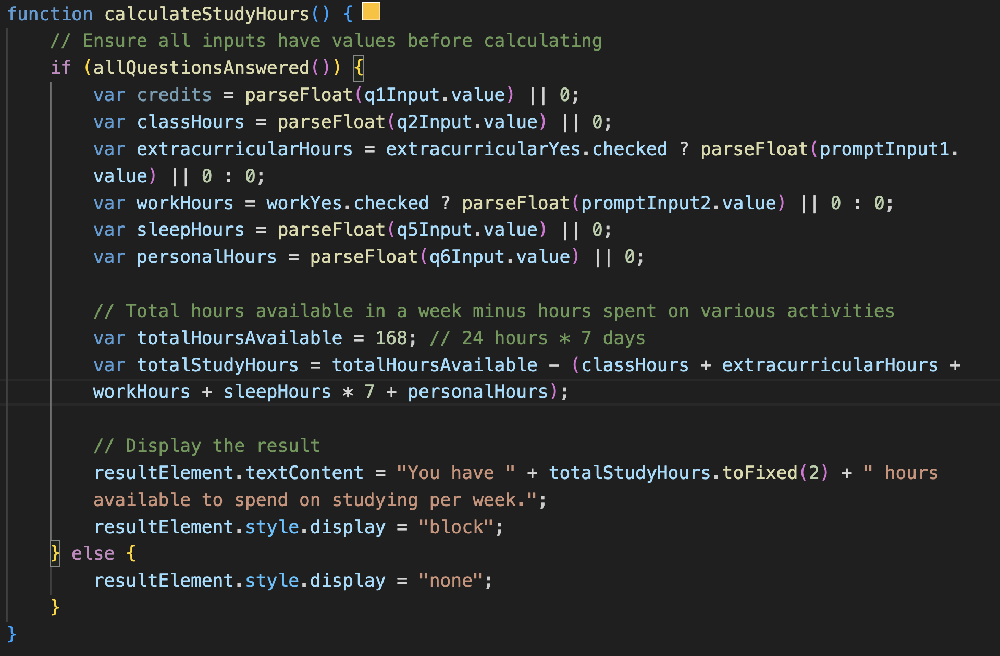 function calculateStudyHours() {
// Ensure all inputs have values before calculating
if (allQuestionsAnswered()) {
var credits = parseFloat(q1Input.value) || 0;
var classHours = parseFloat(q2Input.value) || 0;
var extracurricularHours = extracurricularYes.checked ? parseFloat(promptInput1.
value) || 0 : 0;
var workHours = workYes.checked ? parseFloat(promptInput2.value) || 0 : 0;
var sleepHours = parseFloat(q5Input.value) || 0;
var personalHours = parseFloat(q6Input.value) || 0;
// Total hours available in a week minus hours spent on various activities
var totalHoursAvailable = 168; // 24 hours * 7 days
var totalStudyHours = totalHoursAvailable - (classHours + extracurricularHours +
workHours + sleepHours * 7 + personalHours);
// Display the result
resultElement.textContent = "You have " + totalStudyHours.toFixed(2) + " hours
available to spend on studying per week.";
resultElement.style.display = "block";
} else {
resultElement.style.display = "none";
}
}